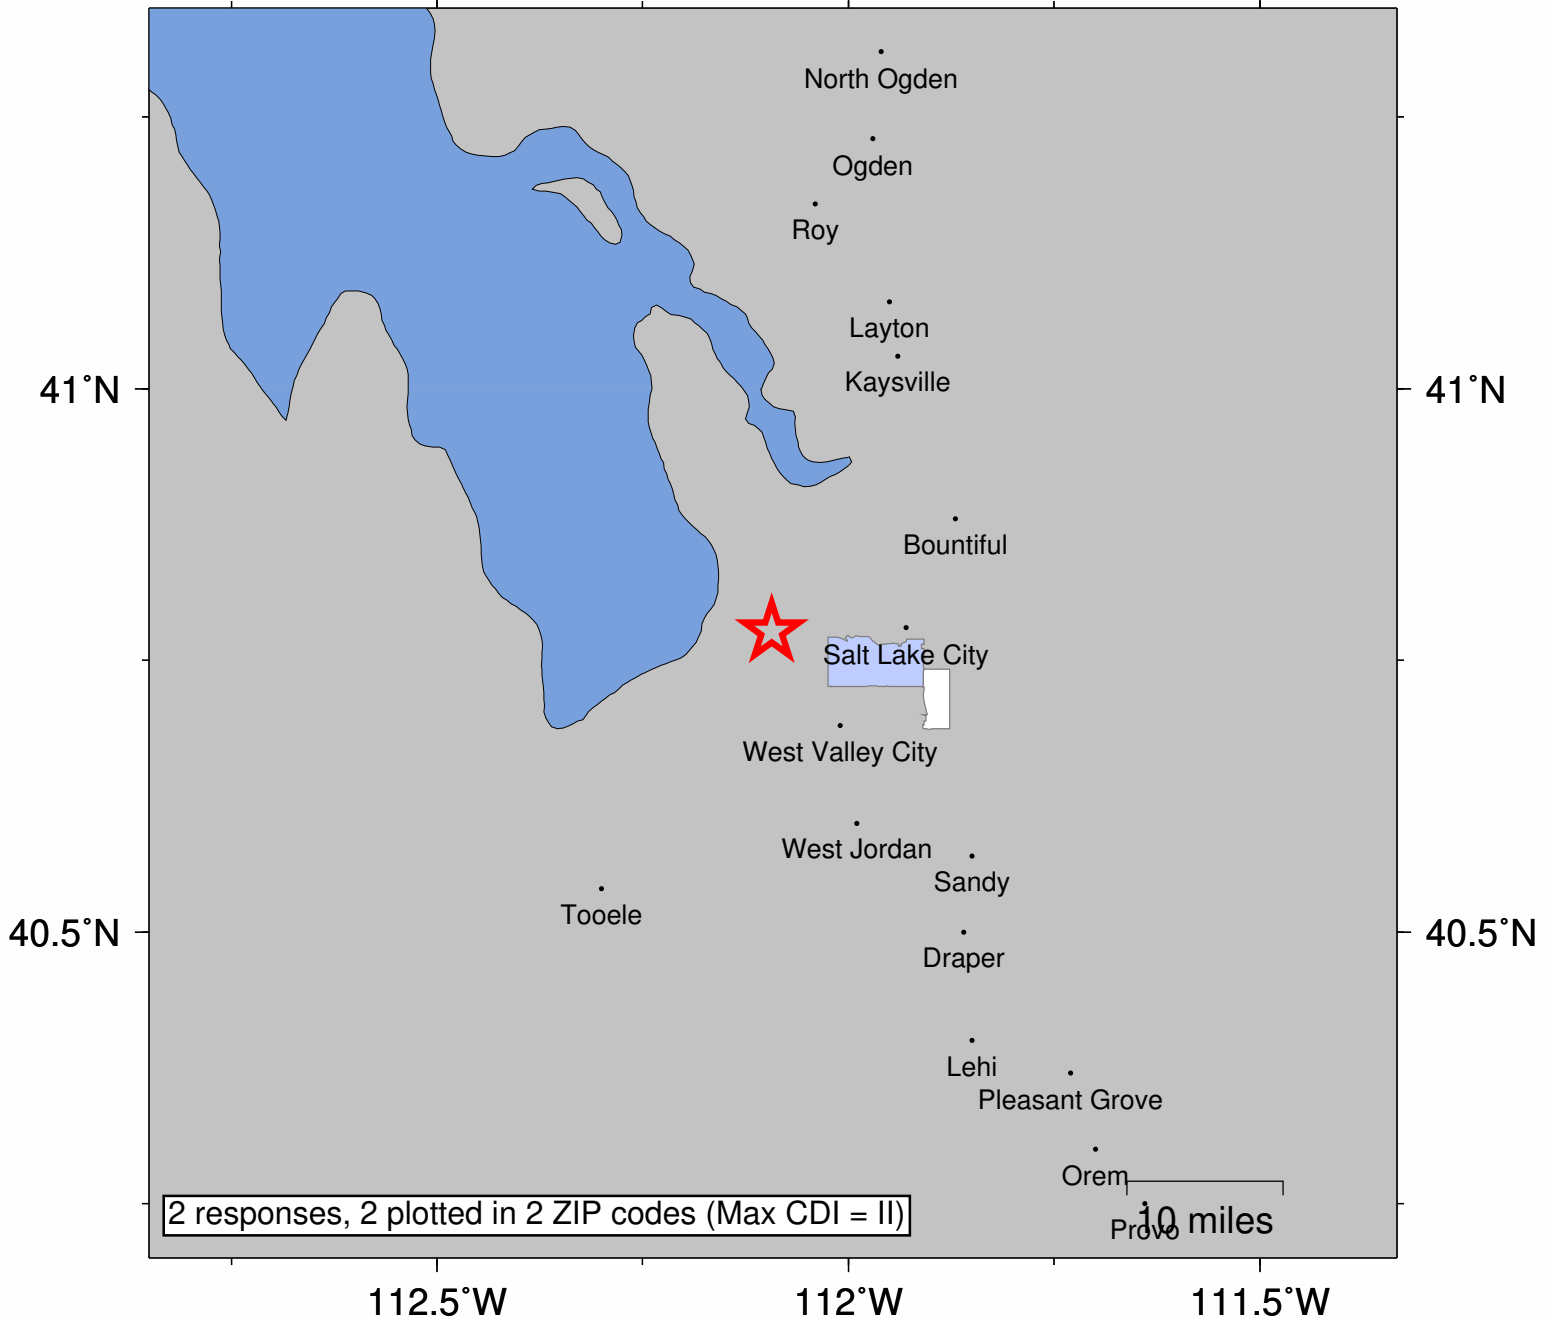 North Ogden
Ogden
Roy
Layton
41˚N
Kaysville
41˚N
Bountiful
Salt Lake City
West Valley City
West Jordan
Sandy
Tooele
40.5˚N
40.5˚N
Draper
Lehi
Pleasant Grove
Orem
2 responses, 2 plotted in 2 ZIP codes (Max CDI = II)
10 miles
Provo
112.5˚W
112˚W
111.5˚W